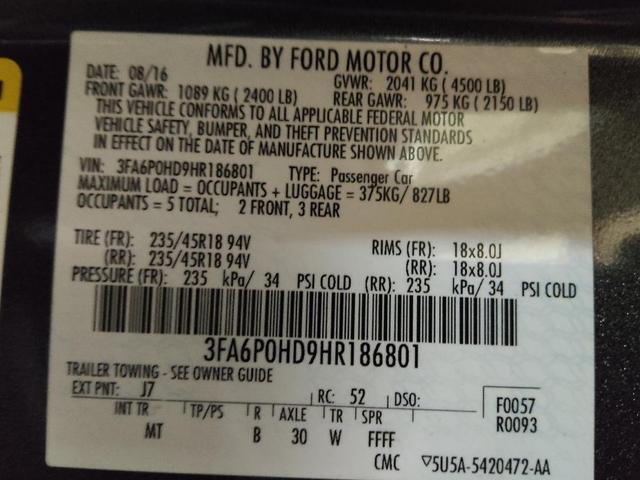 MFD. BY FORD MOTOR CO.
DATE: 08/16 GVWR: 2041 KG ( 4500 LB)
FRONT GAWR: 1089 KG ( 2400 LB) REAR GAWR: 975 KG ( 2150 LB)
THIS VEHICLE CONFORMS TO ALL APPLICABLE FEDERAL MOTOR
VEHICLE SAFETY, BUMPER, AND THEFT PREVENTION STANDARDS
IN EFFECT ON THE DATE OF MANUFACTURE SHOWN ABOVE.
VIN: 3FA6P0HD9HR186801 TYPE: Passenger Car
MAXIMUM LOAD = OCCUPANTS + LUGGAGE = 375KG/ 827LB
OCCUPANTS = 5 TOTAL; 2 FRONT, 3 REAR
TIRE (FR): 235/45R18 94V RIMS (FR): 18x8.0J
(RR): 235/45R18 94V (RR): 18x8.0J
PRESSURE (FR): 235 kPa/ 34 PSI COLD (RR): 235 kPa/ 34 PSI COLD
3FA6P0HD9HR186801
TRAILER TOWING - SEE OWNER GUIDE
EXT PNT: J7 RC: 52 DSO: F0057
INT TR TP/PS R AXLE TR SPR R0093
MT B 30 W FFFF
CMC ▽5U5A-5420472-AA